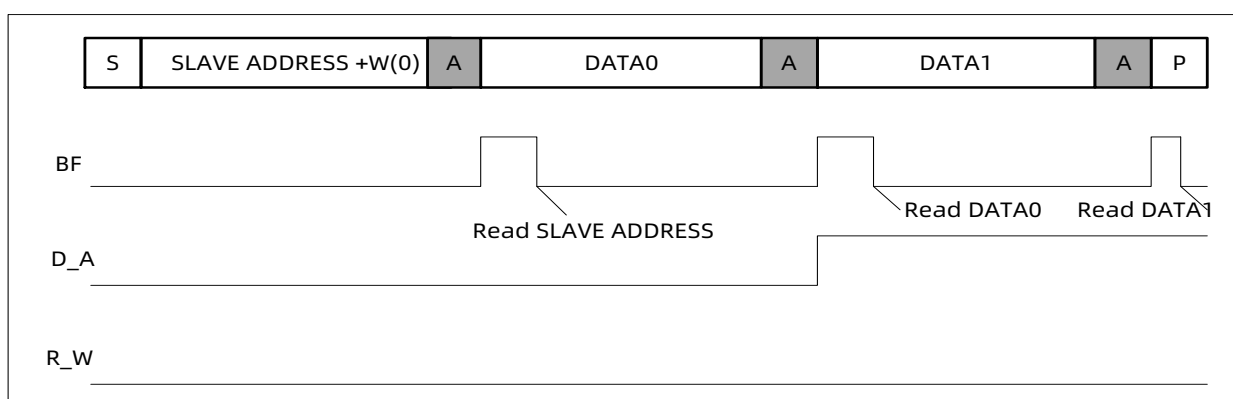 S SLAVE ADDRESS +W(0) A DATA0 A DATA1 A P
BF
Read SLAVE ADDRESS
Read DATA0
Read DATA1
D_A
R_W